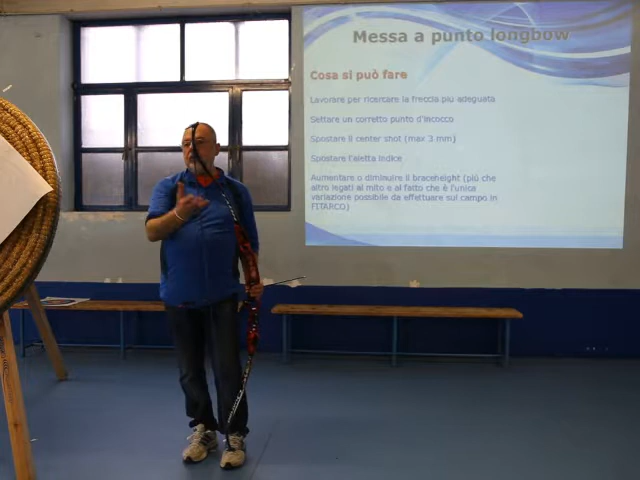 Messa a punto longbow
Cosa si può fare
Lavorare per ricercare la freccia più adeguata
Settare un corretto punto d'incocco
Spostare il center shot (max 3 mm)
Spostare l'aletta indice
Aumentare o diminuire il braceheight (più che
altro legati al mito e al fatto che è l'unica
variazione possibile da effettuare sul campo in
FITARCO)